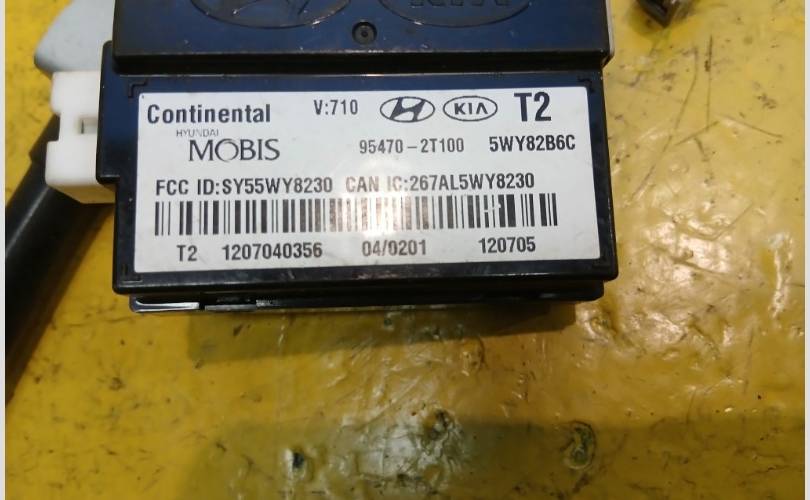 KIA
Continental V:710 KIA T2
HYUNDAI
MOBIS 95470-2T100 5WY82B6C
FCC ID:SY55WY8230 CAN IC:267AL5WY8230
T2 1207040356 04/0201 120705